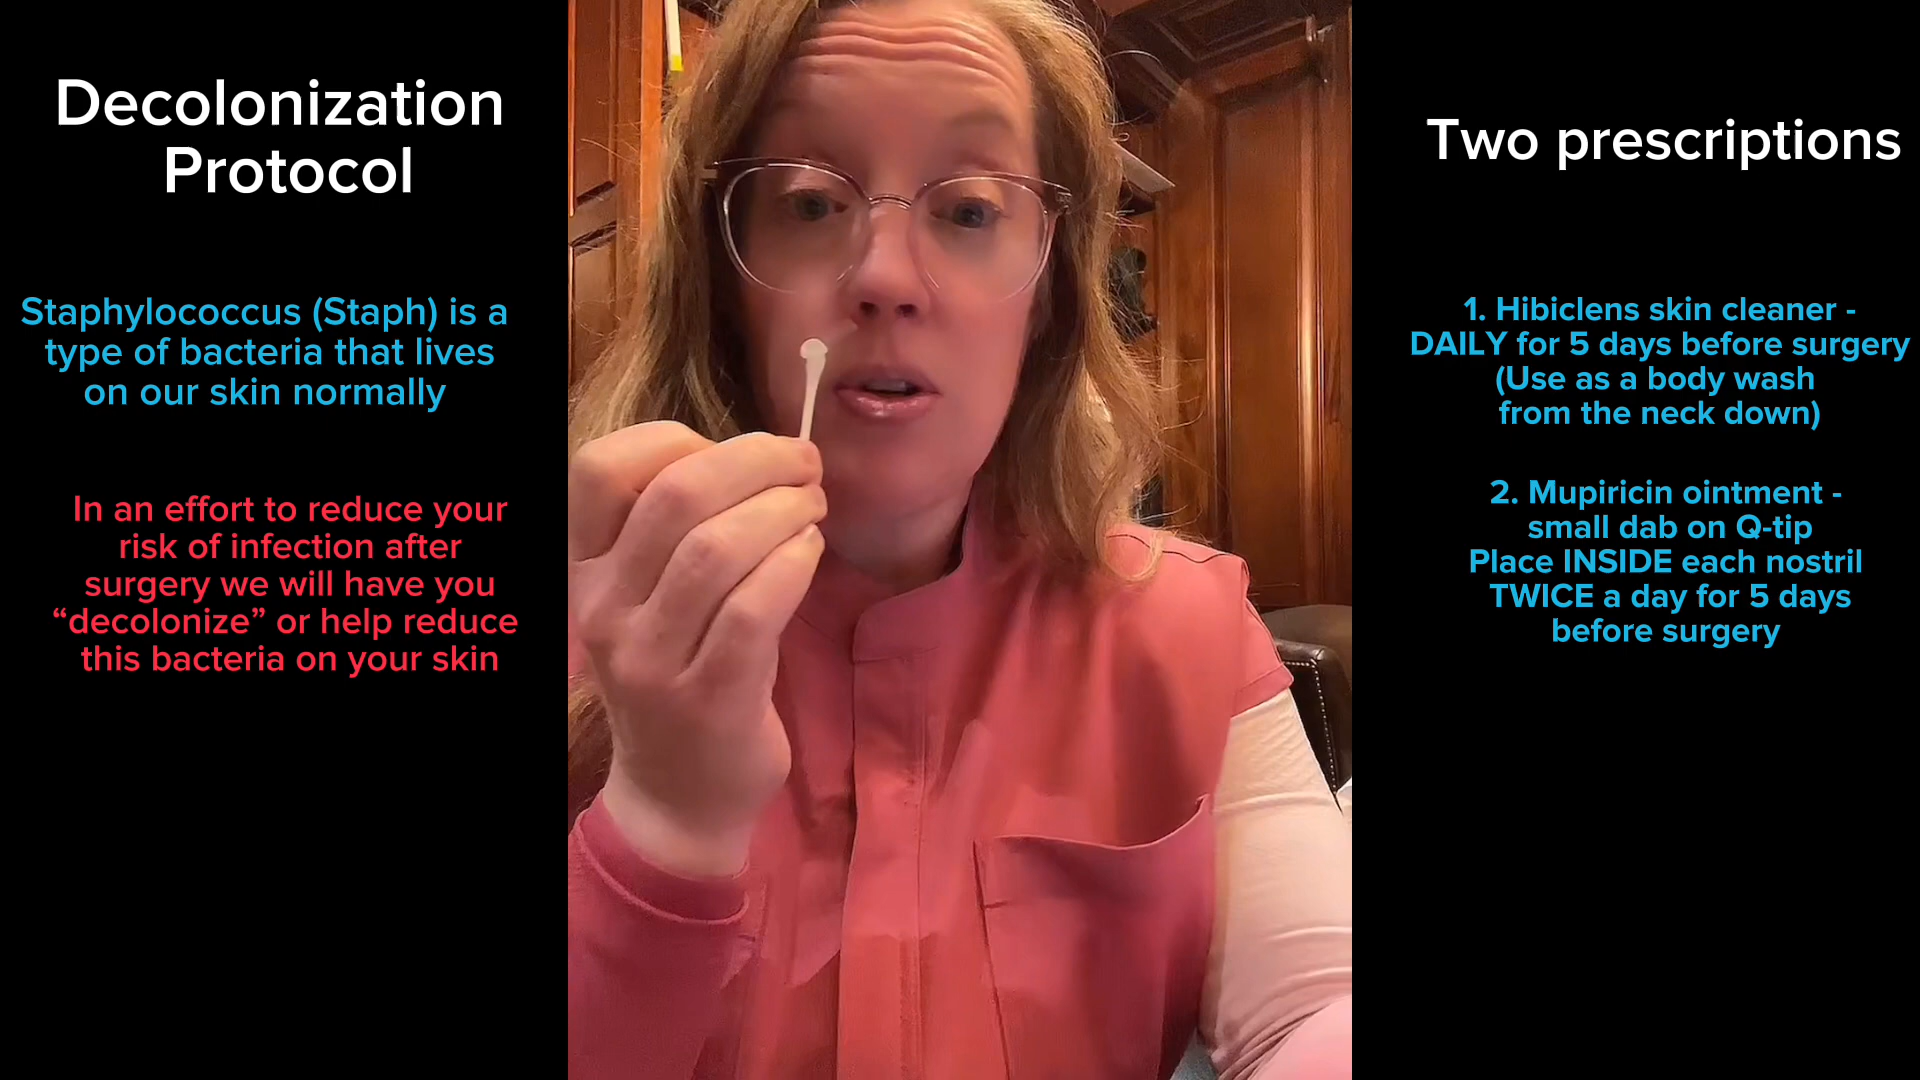 Decolonization
Protocol
Staphylococcus (Staph) is a
type of bacteria that lives
on our skin normally
In an effort to reduce your
risk of infection after
surgery we will have you
“decolonize” or help reduce
this bacteria on your skin
Two prescriptions
1. Hibiclens skin cleaner -
DAILY for 5 days before surgery
(Use as a body wash
from the neck down)
2. Mupiricin ointment -
small dab on Q-tip
Place INSIDE each nostril
TWICE a day for 5 days
before surgery